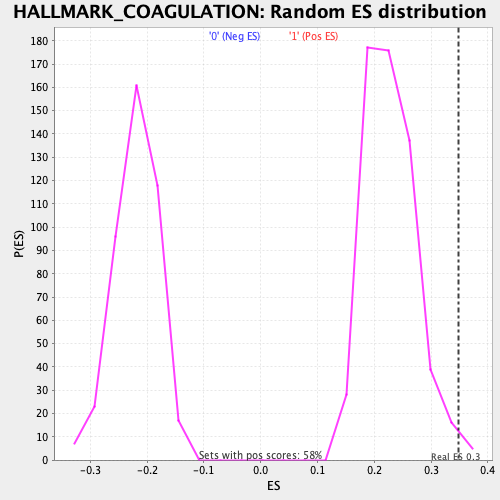 HALLMARK_COAGULATION: Random ES distribution
'0' (Neg ES) '1' (Pos ES)
180
170
160
150
140
130
120
110
100
90
80
70
60
50
40
30
20
10
0
P(ES)
Sets with pos scores: 58%
Real ES 0.3
-0.3 -0.2 -0.1 0.0 0.1 0.2 0.3 0.4
ES